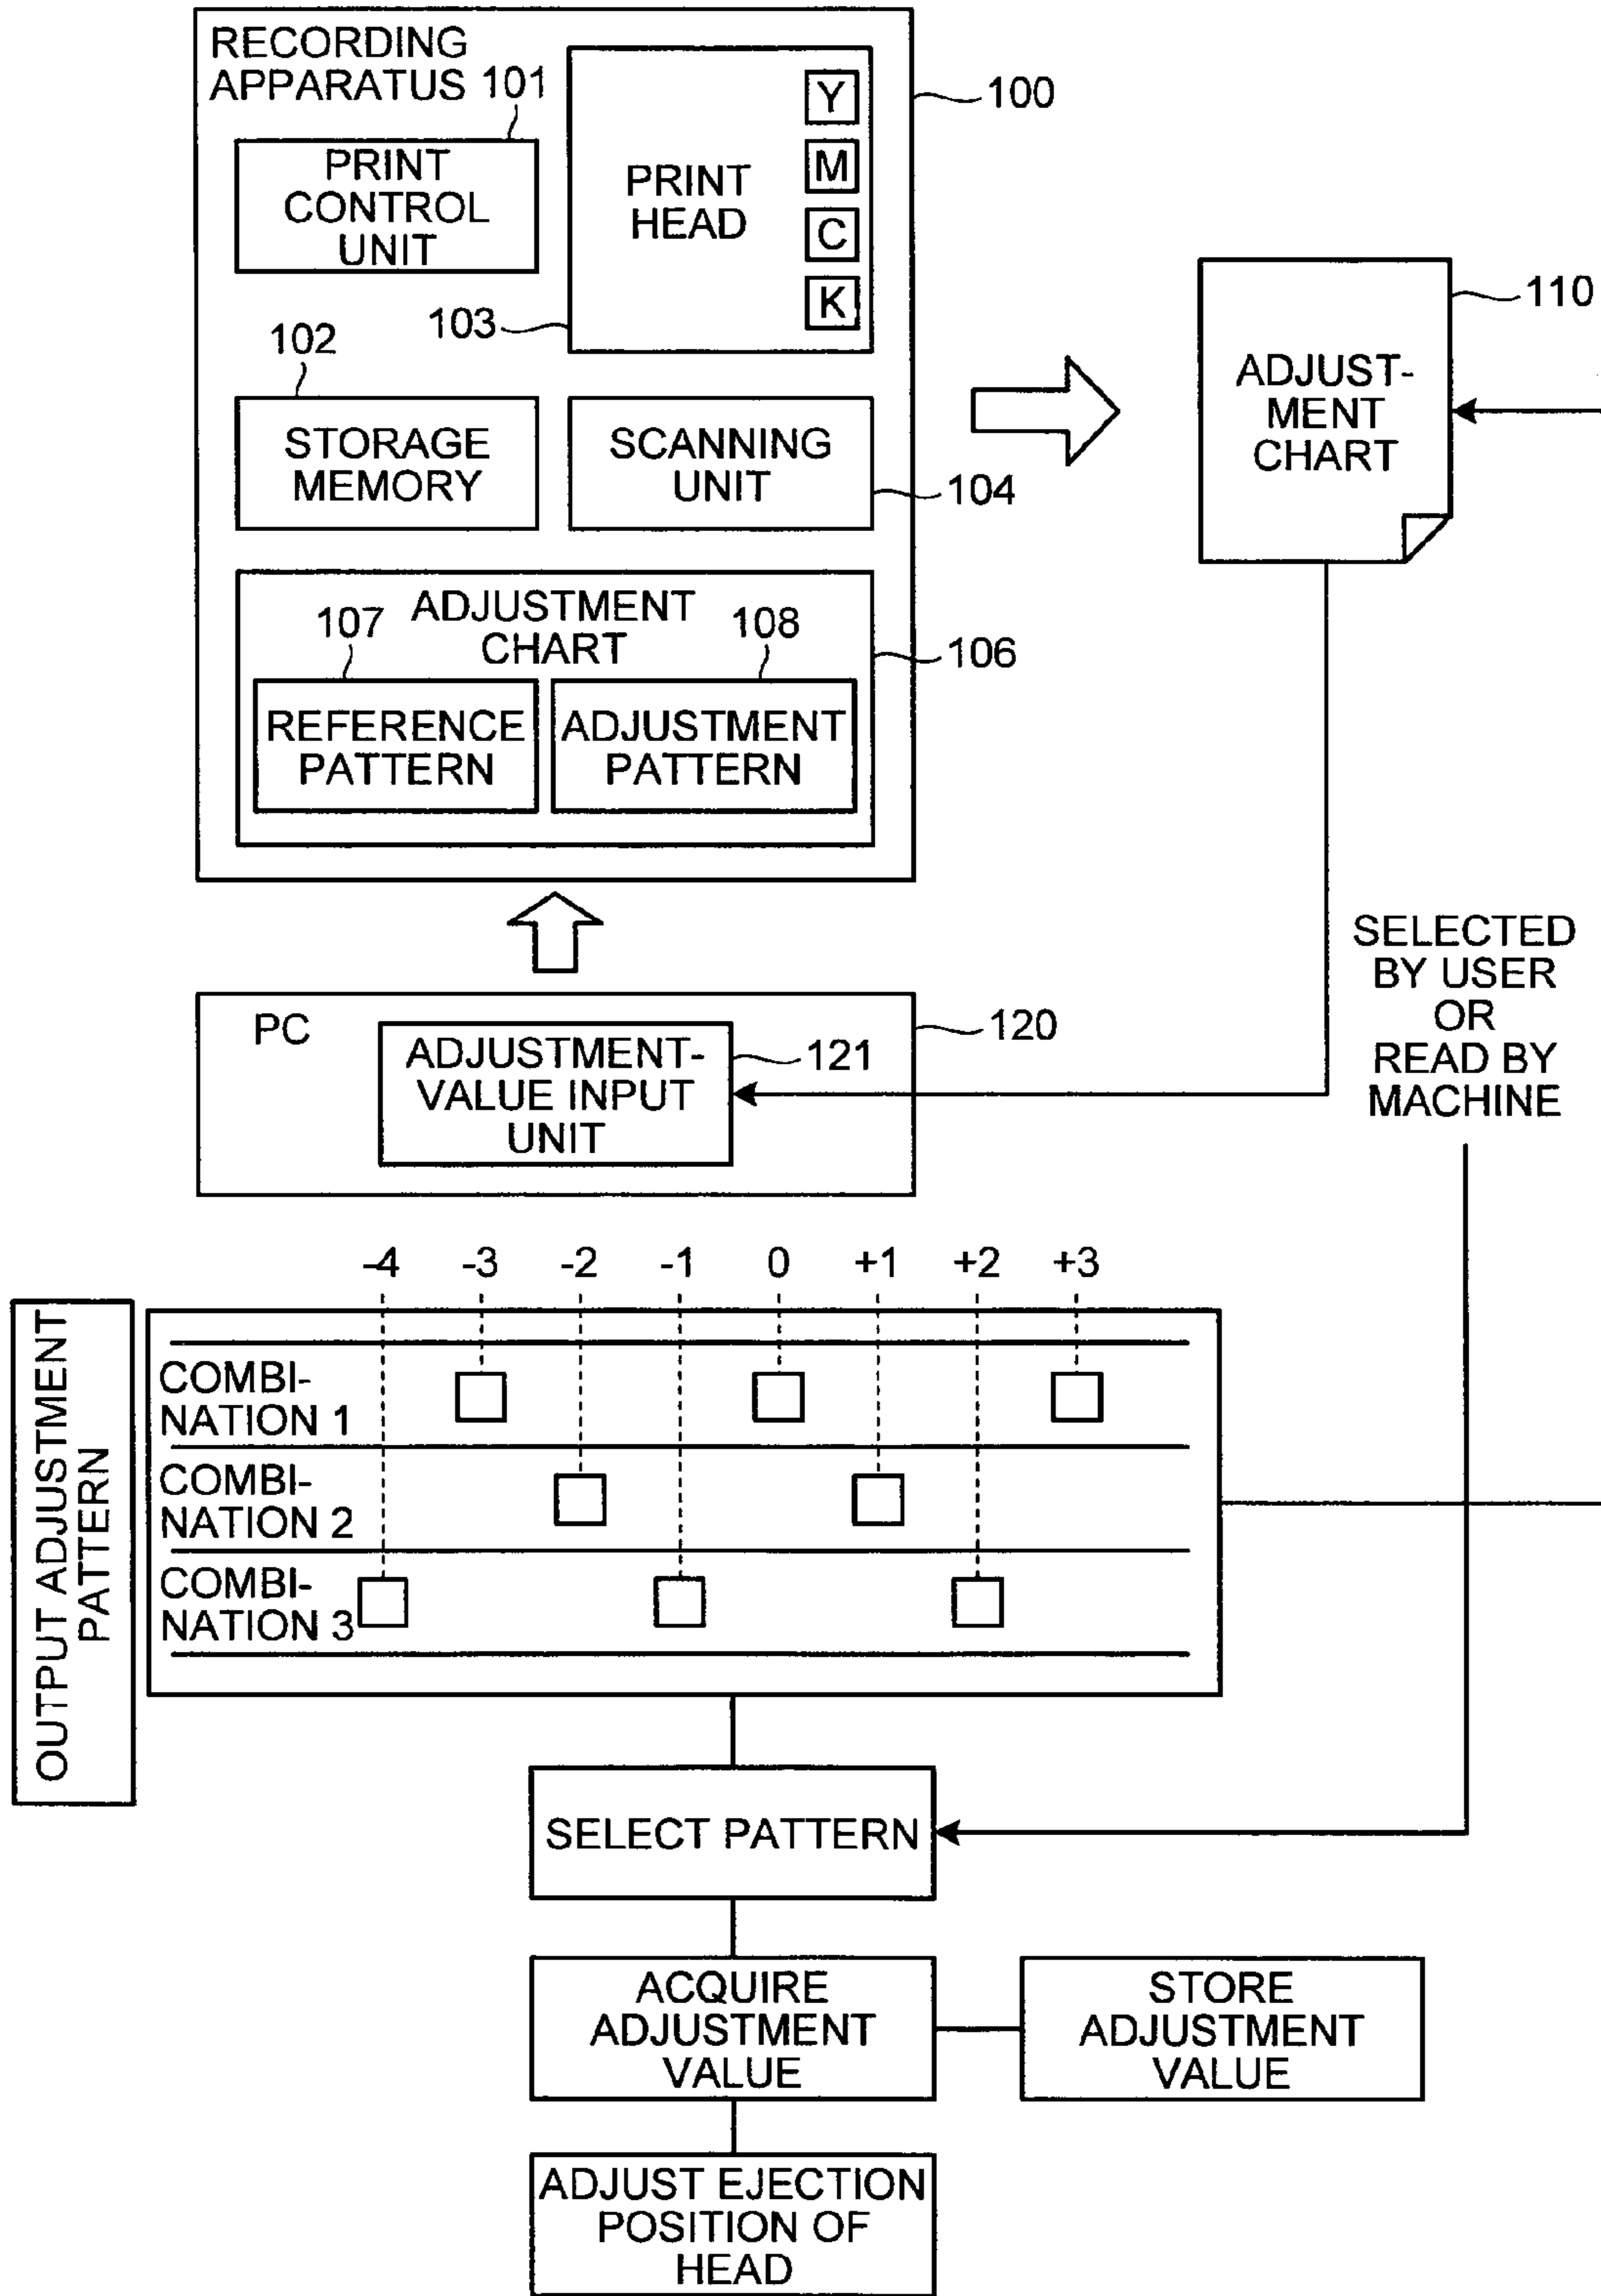 RECORDING
APPARATUS
101
100
PRINT
CONTROL
UNIT
PRINT
HEAD
Y
M
C
K
103
102
STORAGE
MEMORY
SCANNING
UNIT
104
110
ADJUST-
MENT
CHART
ADJUSTMENT
CHART
107
108
106
REFERENCE
PATTERN
ADJUSTMENT
PATTERN
SELECTED
BY USER
OR
READ BY
MACHINE
PC
120
ADJUSTMENT-
VALUE INPUT
UNIT
121
-4 -3 -2 -1 0 +1 +2 +3
OUTPUT ADJUSTMENT
PATTERN
COMBI-
NATION 1
COMBI-
NATION 2
COMBI-
NATION 3
SELECT PATTERN
ACQUIRE
ADJUSTMENT
VALUE
STORE
ADJUSTMENT
VALUE
ADJUST EJECTION
POSITION OF
HEAD